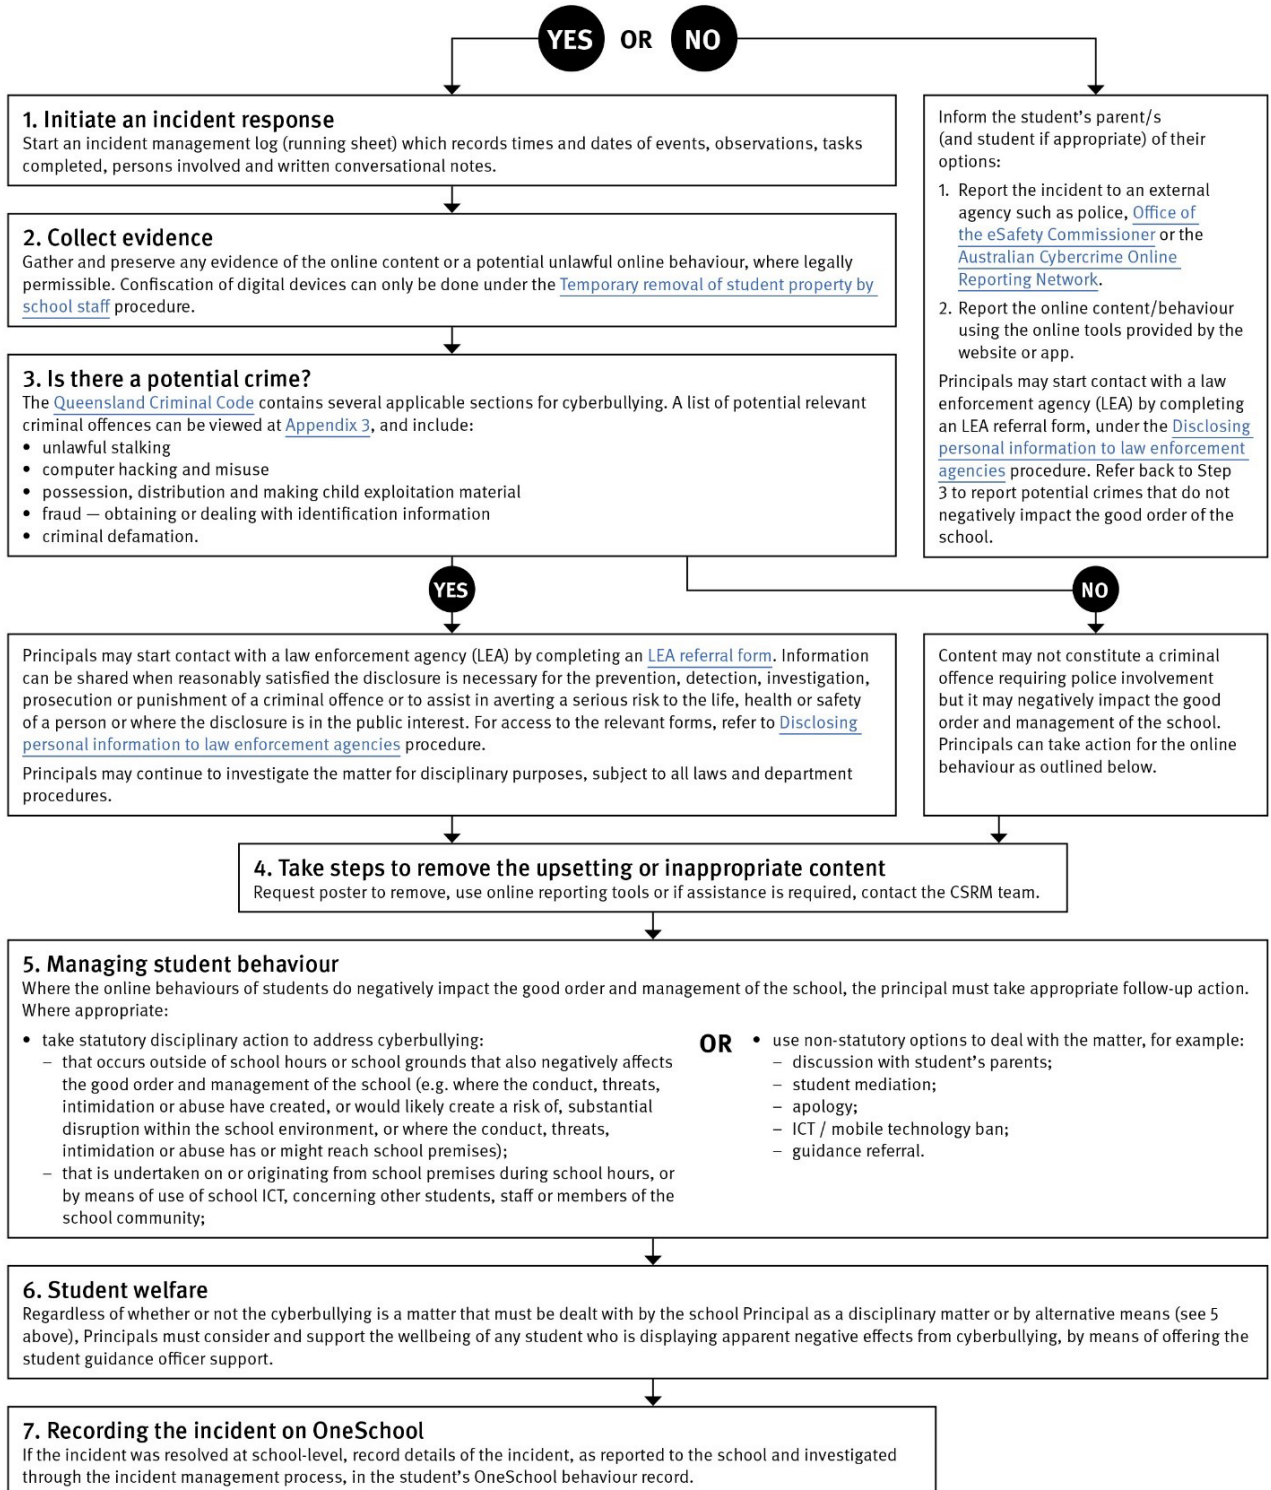 YES OR NO
1. Initiate an incident response
Start an incident management log (running sheet) which records times and dates of events, observations, tasks
completed, persons involved and written conversational notes.
Inform the student's parent/s
(and student if appropriate) of their
options:
1. Report the incident to an external
agency such as police, Office of
the eSafety Commissioner or the
Australian Cybercrime Online
Reporting Network.
2. Report the online content/behaviour
using the online tools provided by the
website or app.
Principals may start contact with a law
enforcement agency (LEA) by completing
an LEA referral form, under the Disclosing
personal information to law enforcement
agencies procedure. Refer back to Step
3 to report potential crimes that do not
negatively impact the good order of the
school.
2. Collect evidence
Gather and preserve any evidence of the online content or a potential unlawful online behaviour, where legally
permissible. Confiscation of digital devices can only be done under the Temporary removal of student property by
school staff procedure.
3. Is there a potential crime?
The Queensland Criminal Code contains several applicable sections for cyberbullying. A list of potential relevant
criminal offences can be viewed at Appendix 3, and include:
• unlawful stalking
• computer hacking and misuse
• possession, distribution and making child exploitation material
• fraud — obtaining or dealing with identification information
• criminal defamation.
YES
NO
Principals may start contact with a law enforcement agency (LEA) by completing an LEA referral form. Information
can be shared when reasonably satisfied the disclosure is necessary for the prevention, detection, investigation,
prosecution or punishment of a criminal offence or to assist in averting a serious risk to the life, health or safety
of a person or where the disclosure is in the public interest. For access to the relevant forms, refer to Disclosing
personal information to law enforcement agencies procedure.
Principals may continue to investigate the matter for disciplinary purposes, subject to all laws and department
procedures.
Content may not constitute a criminal
offence requiring police involvement
but it may negatively impact the good
order and management of the school.
Principals can take action for the online
behaviour as outlined below.
4. Take steps to remove the upsetting or inappropriate content
Request poster to remove, use online reporting tools or if assistance is required, contact the CSRM team.
5. Managing student behaviour
Where the online behaviours of students do negatively impact the good order and management of the school, the principal must take appropriate follow-up action.
Where appropriate:
• take statutory disciplinary action to address cyberbullying:
– that occurs outside of school hours or school grounds that also negatively affects
the good order and management of the school (e.g. where the conduct, threats,
intimidation or abuse have created, or would likely create a risk of, substantial
disruption within the school environment, or where the conduct, threats,
intimidation or abuse has or might reach school premises);
– that is undertaken on or originating from school premises during school hours, or
by means of use of school ICT, concerning other students, staff or members of the
school community;
OR
• use non-statutory options to deal with the matter, for example:
– discussion with student's parents;
– student mediation;
– apology;
– ICT / mobile technology ban;
– guidance referral.
6. Student welfare
Regardless of whether or not the cyberbullying is a matter that must be dealt with by the school Principal as a disciplinary matter or by alternative means (see 5
above), Principals must consider and support the wellbeing of any student who is displaying apparent negative effects from cyberbullying, by means of offering the
student guidance officer support.
7. Recording the incident on OneSchool
If the incident was resolved at school-level, record details of the incident, as reported to the school and investigated
through the incident management process, in the student's OneSchool behaviour record.